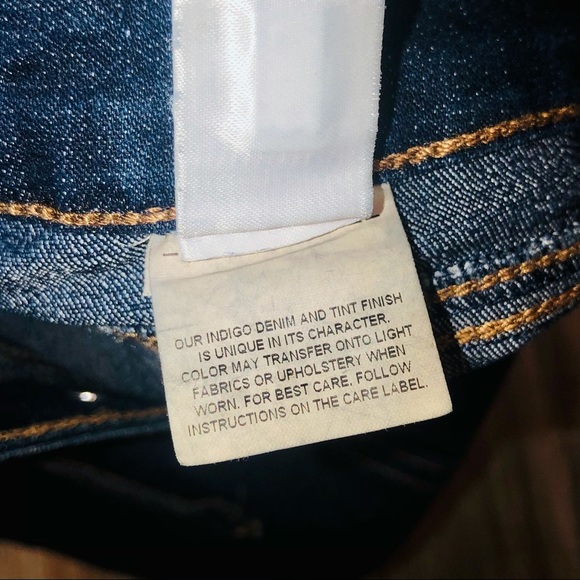 OUR INDIGO DENIM AND TINT FINISH
IS UNIQUE IN ITS CHARACTER.
COLOR MAY TRANSFER ONTO LIGHT
FABRICS OR UPHOLSTERY WHEN
WORN. FOR BEST CARE. FOLLOW
INSTRUCTIONS ON THE CARE LABEL.